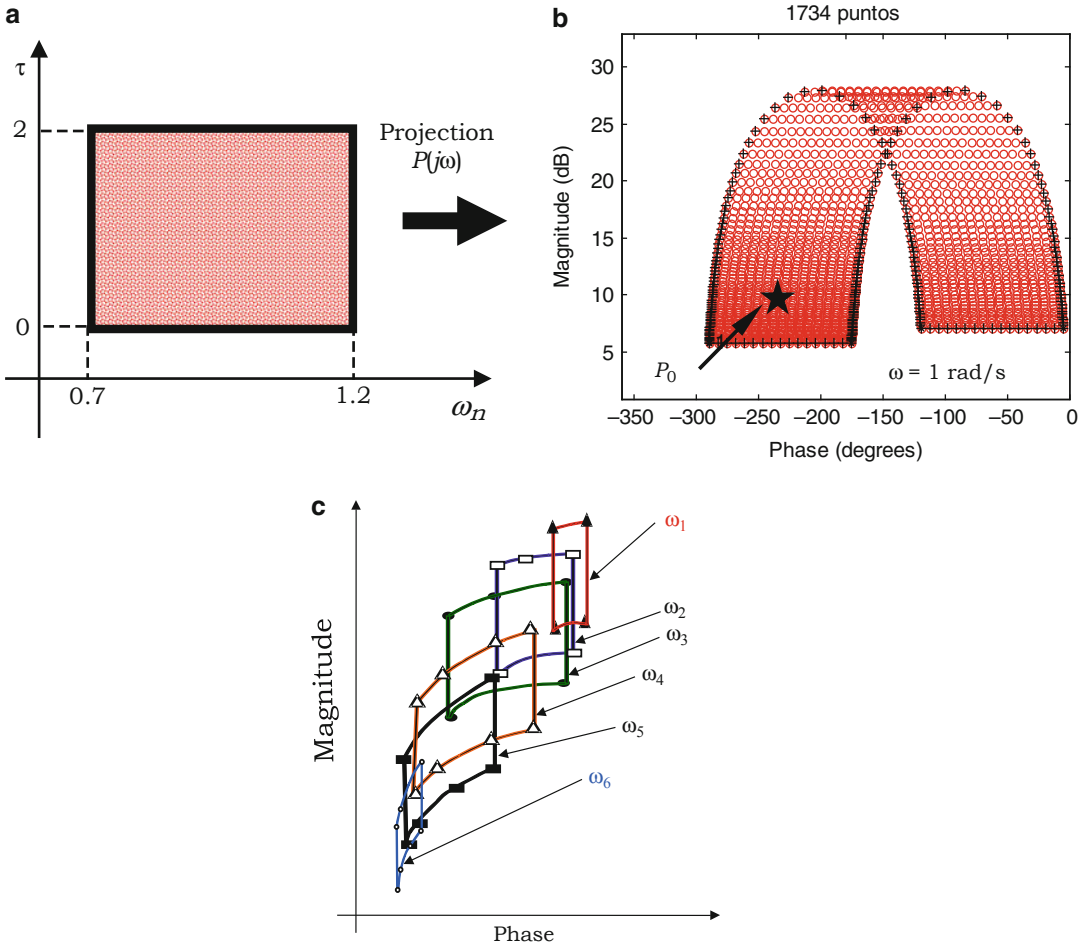 a
τ
2
0
0.7
1.2
ωn
Projection
P(jω)
b
1734 puntos
Magnitude (dB)
30
25
20
15
10
5
P0
ω = 1 rad/s
−350 −300 −250 −200 −150 −100 −50 0
Phase (degrees)
c
Magnitude
ω1
ω2
ω3
ω4
ω5
ω6
Phase